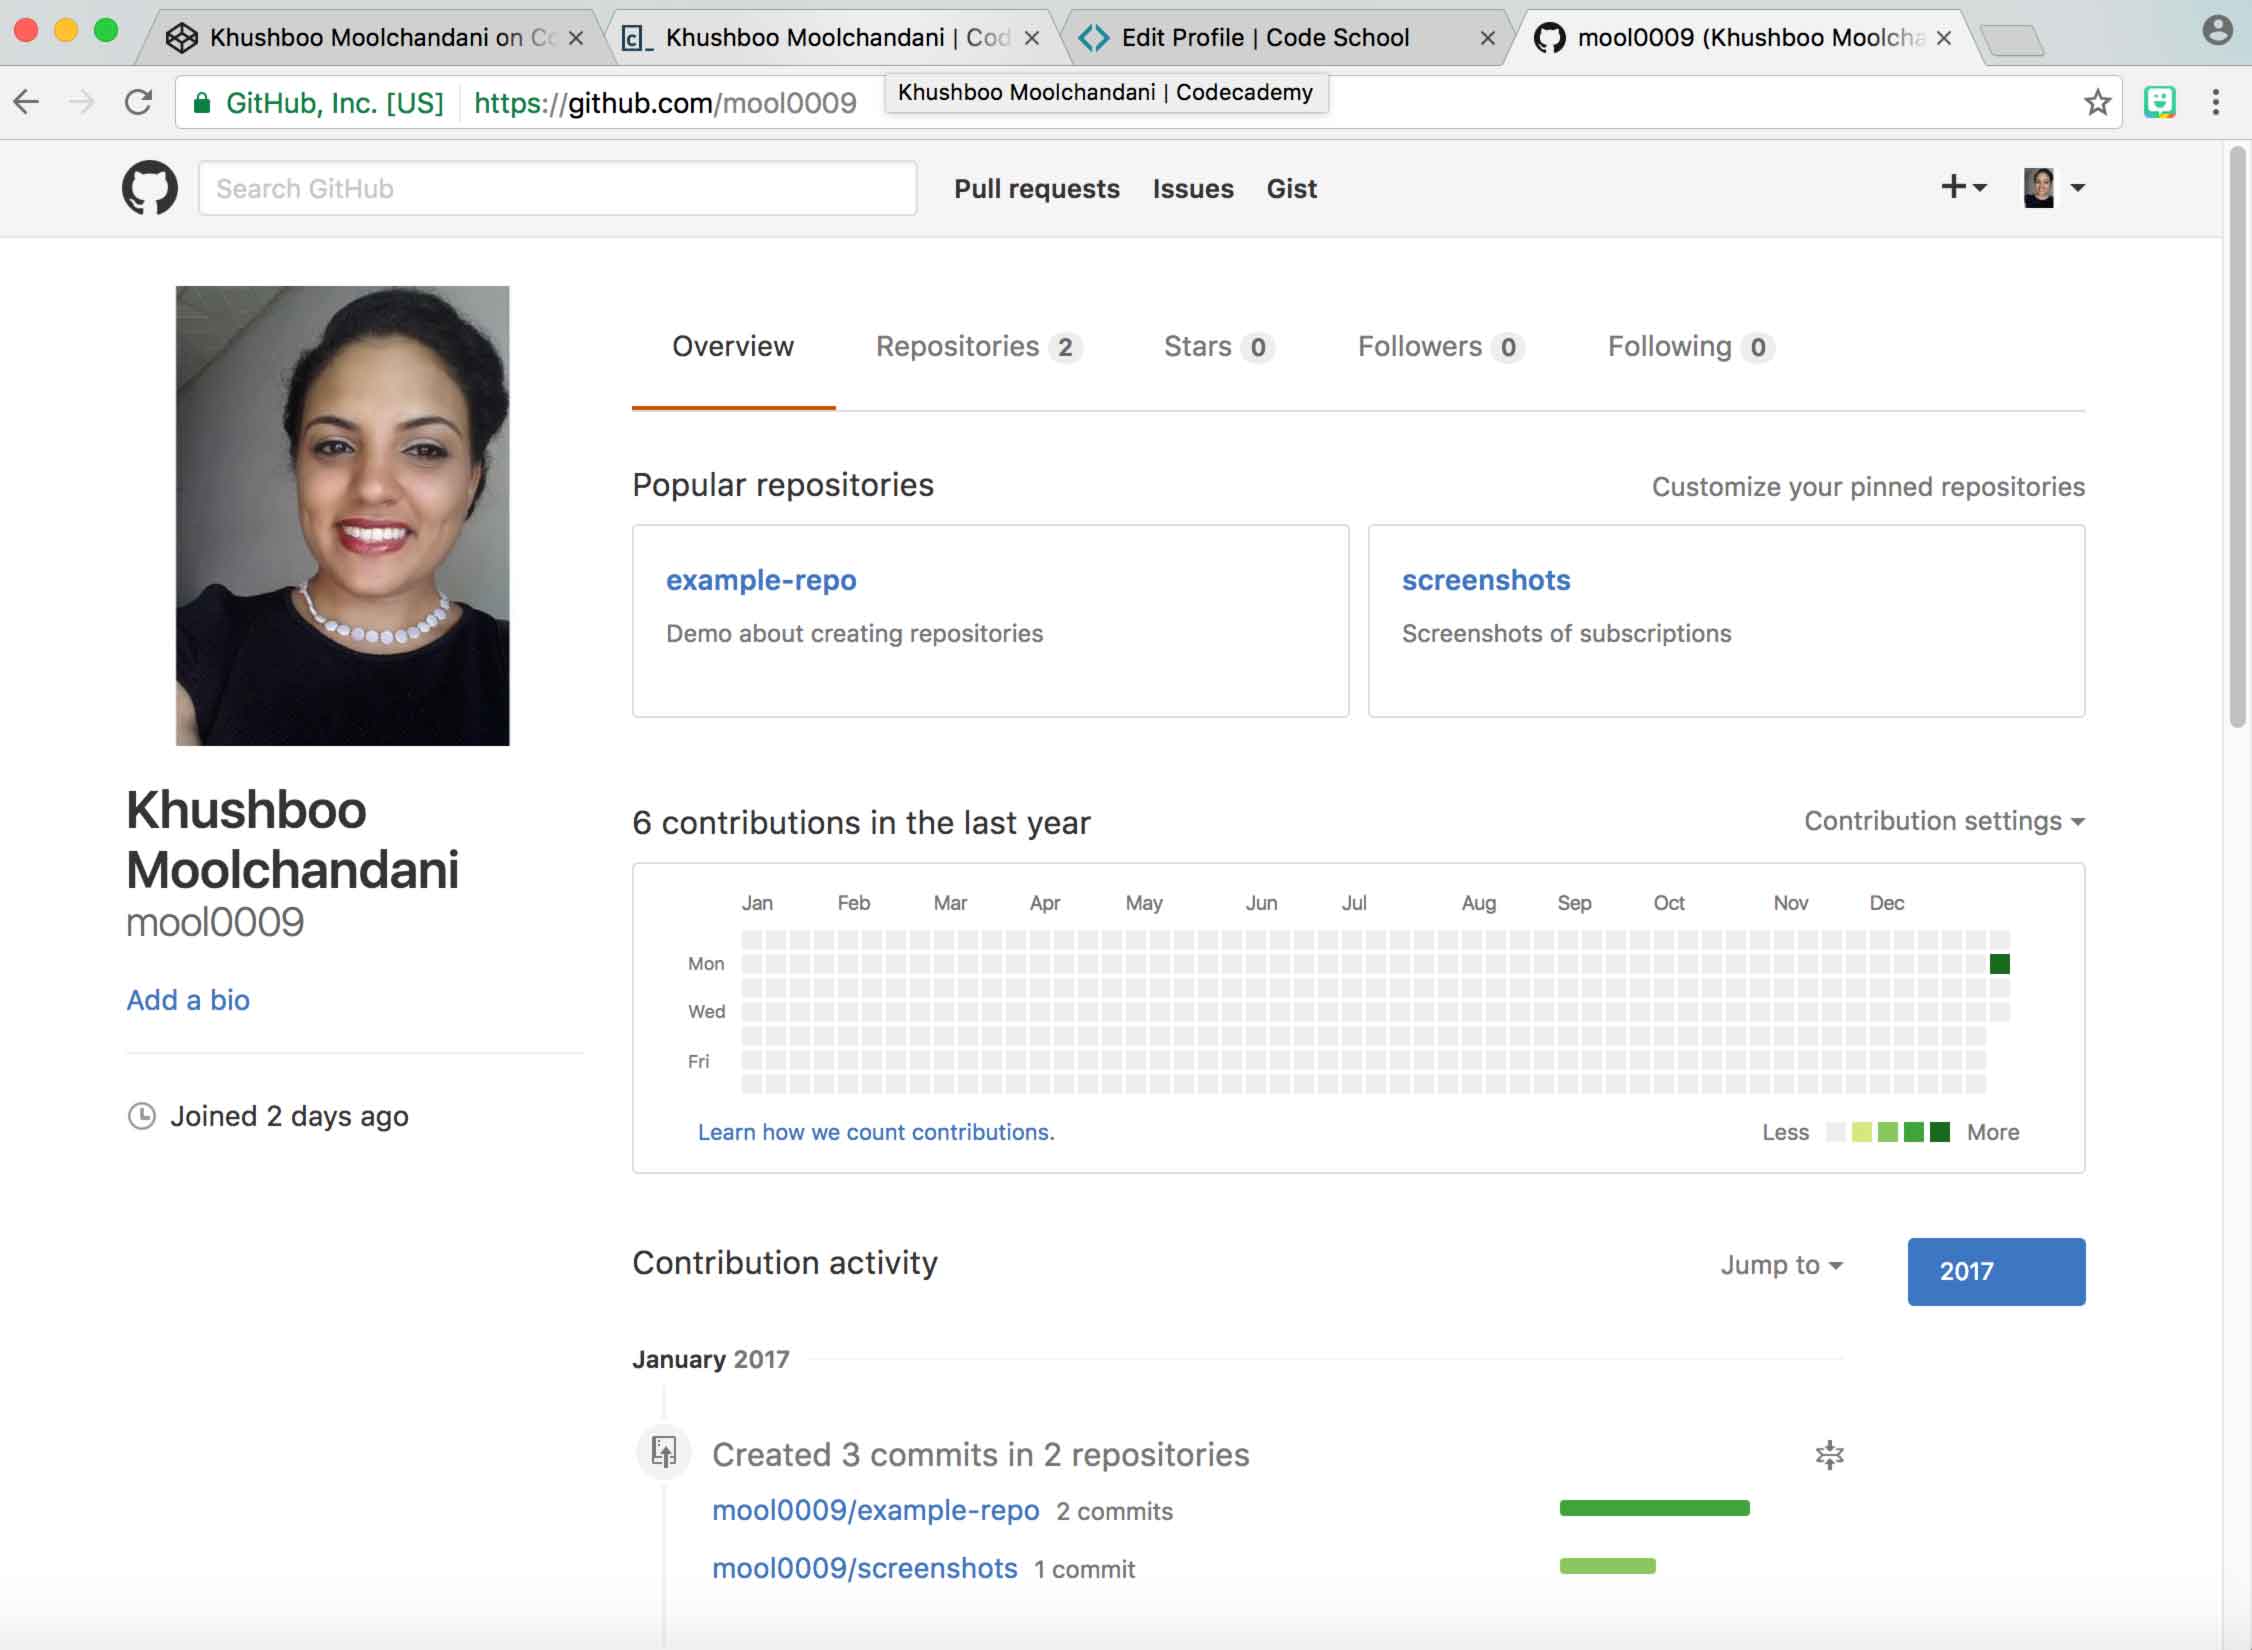 Khushboo Moolchandani on Co
Khushboo Moolchandani | Cod
Edit Profile | Code School
mool0009 (Khushboo Moolcha
GitHub, Inc. [US]
https://github.com/mool0009
Khushboo Moolchandani | Codecademy
Search GitHub
Pull requests
Issues
Gist
Overview
Repositories 2
Stars 0
Followers 0
Following 0
Popular repositories
Customize your pinned repositories
example-repo
Demo about creating repositories
screenshots
Screenshots of subscriptions
Khushboo
Moolchandani
mool0009
Add a bio
Joined 2 days ago
6 contributions in the last year
Contribution settings
Jan Feb Mar Apr May Jun Jul Aug Sep Oct Nov Dec
Mon
Wed
Fri
Learn how we count contributions.
Less More
Contribution activity
Jump to
2017
January 2017
Created 3 commits in 2 repositories
mool0009/example-repo 2 commits
mool0009/screenshots 1 commit